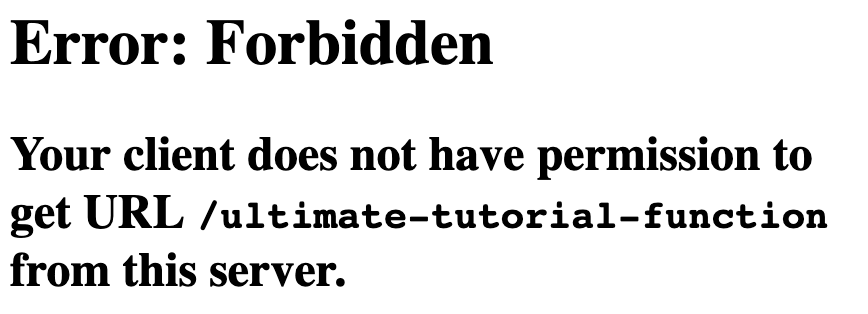 Error: Forbidden
Your client does not have permission to
get URL /ultimate-tutorial-function
from this server.